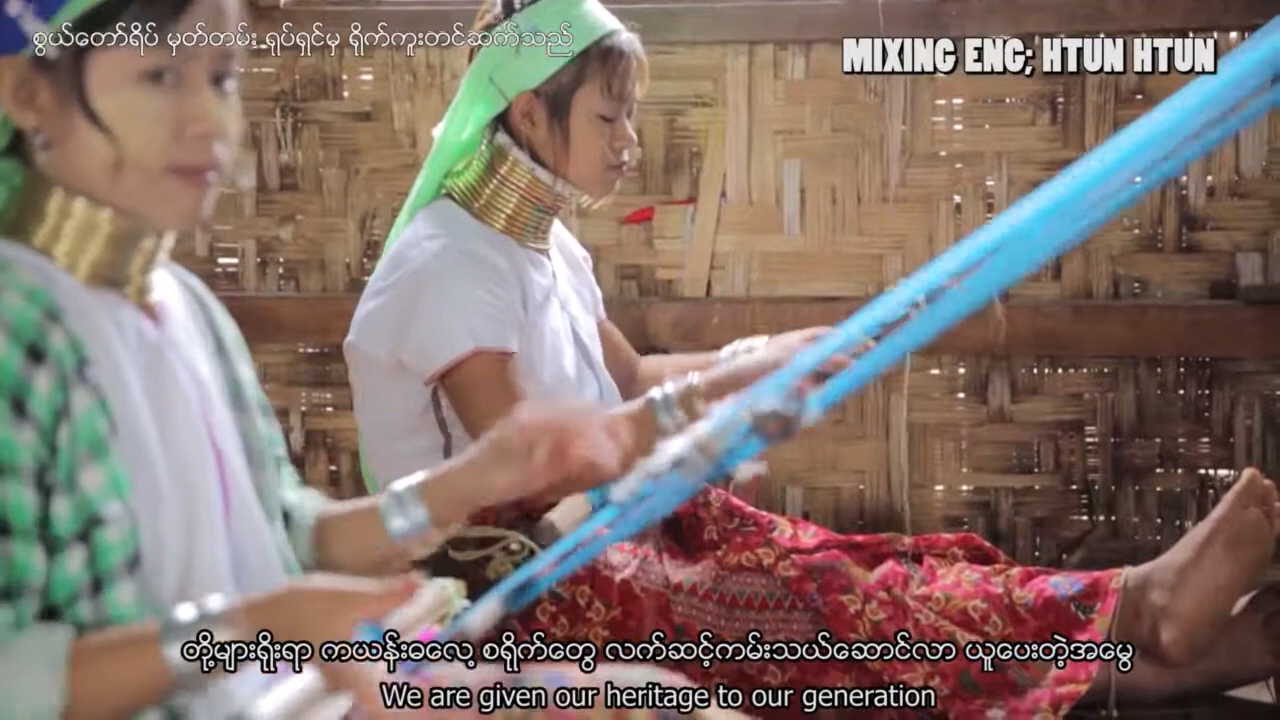 စွယ်တော်ရိပ် မှတ်တမ်း ရုပ်ရှင်မှ ရိုက်ကူးတင်ဆက်သည်
MIXING ENG; HTUN HTUN
တို့များရိုးရာ ကယန်းဓလေ့ စရိုက်တွေ လက်ဆင့်ကမ်းသယ်ဆောင်လာ ယူပေးတဲ့အမွေ
We are given our heritage to our generation